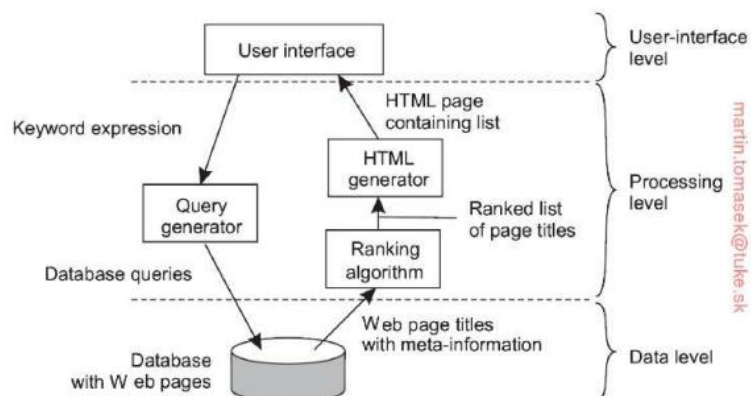 User interface
User-interface
level
Keyword expression
HTML page
containing list
HTML
generator
Processing
level
Query
generator
Ranked list
of page titles
Ranking
algorithm
Database queries
Web page titles
with meta-information
Database
with Web pages
Data level
martin.tomasek@tuke.sk